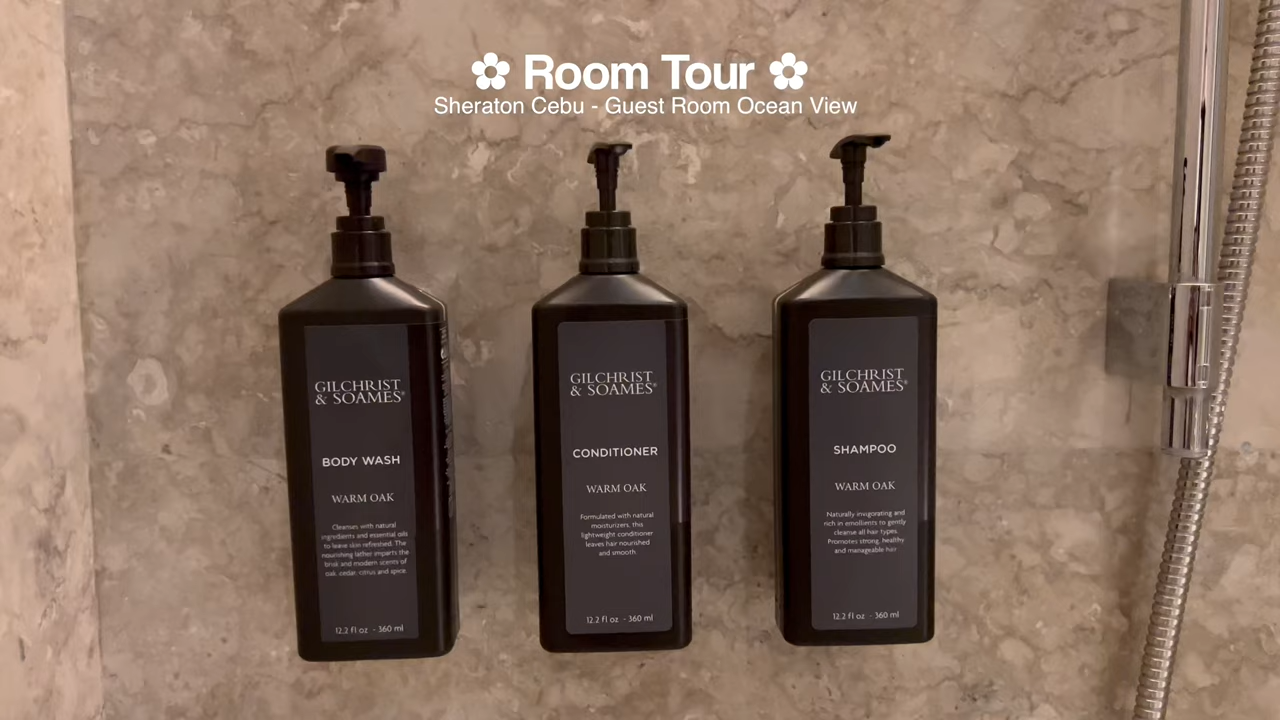 ✿ Room Tour ✿
Sheraton Cebu - Guest Room Ocean View
GILCHRIST
& SOAMES®
BODY WASH
WARM OAK
Cleanses with natural
ingredients and essential oils
to leave skin refreshed. The
nourishing lather imparts the
brisk and modern scents of
oak, cedar, citrus and spice.
12.2 fl oz - 360 ml
GILCHRIST
& SOAMES®
CONDITIONER
WARM OAK
Formulated with natural
moisturizers, this
lightweight conditioner
leaves hair nourished
and smooth.
12.2 fl oz - 360 ml
GILCHRIST
& SOAMES®
SHAMPOO
WARM OAK
Naturally invigorating and
rich in emollients to gently
cleanse all hair types.
Promotes strong, healthy
and manageable hair.
12.2 fl oz - 360 ml